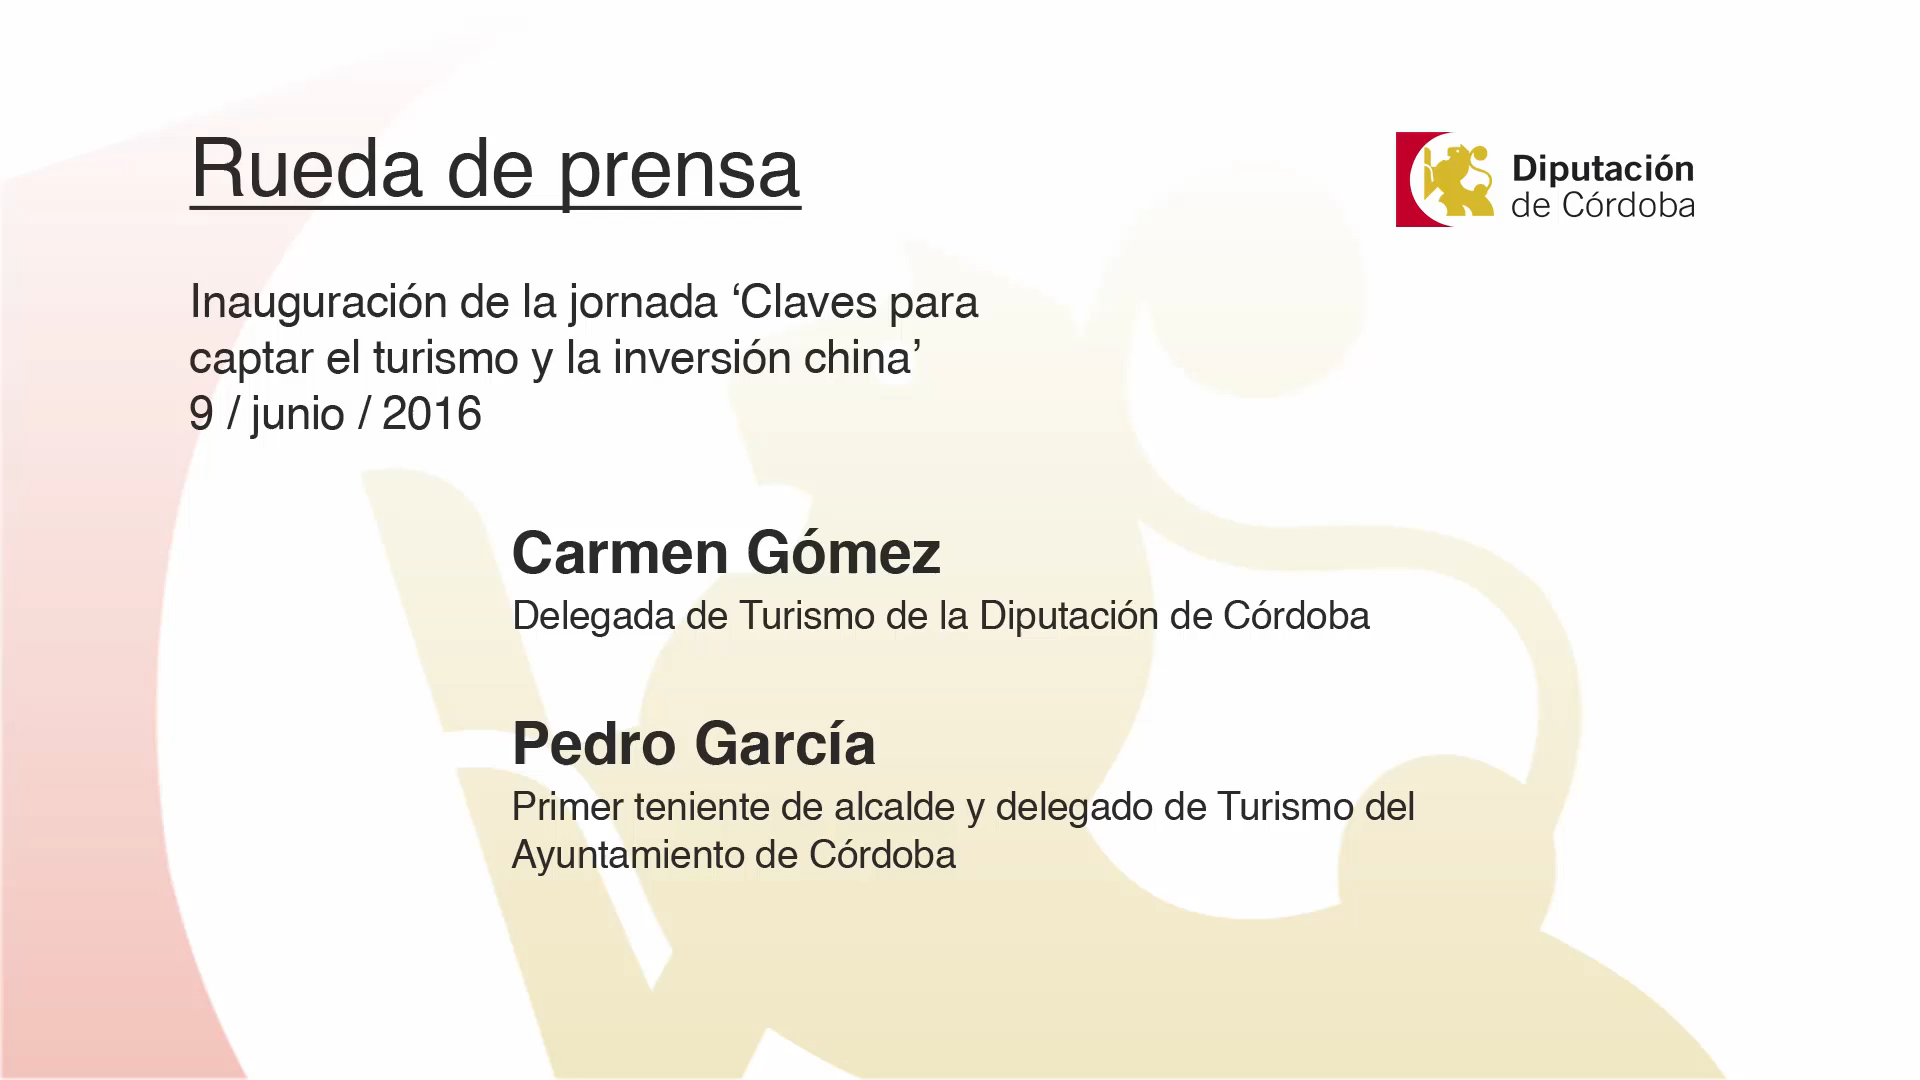 Rueda de prensa
Diputación
de Córdoba
Inauguración de la jornada ‘Claves para
captar el turismo y la inversión china’
9 / junio / 2016
Carmen Gómez
Delegada de Turismo de la Diputación de Córdoba
Pedro García
Primer teniente de alcalde y delegado de Turismo del
Ayuntamiento de Córdoba